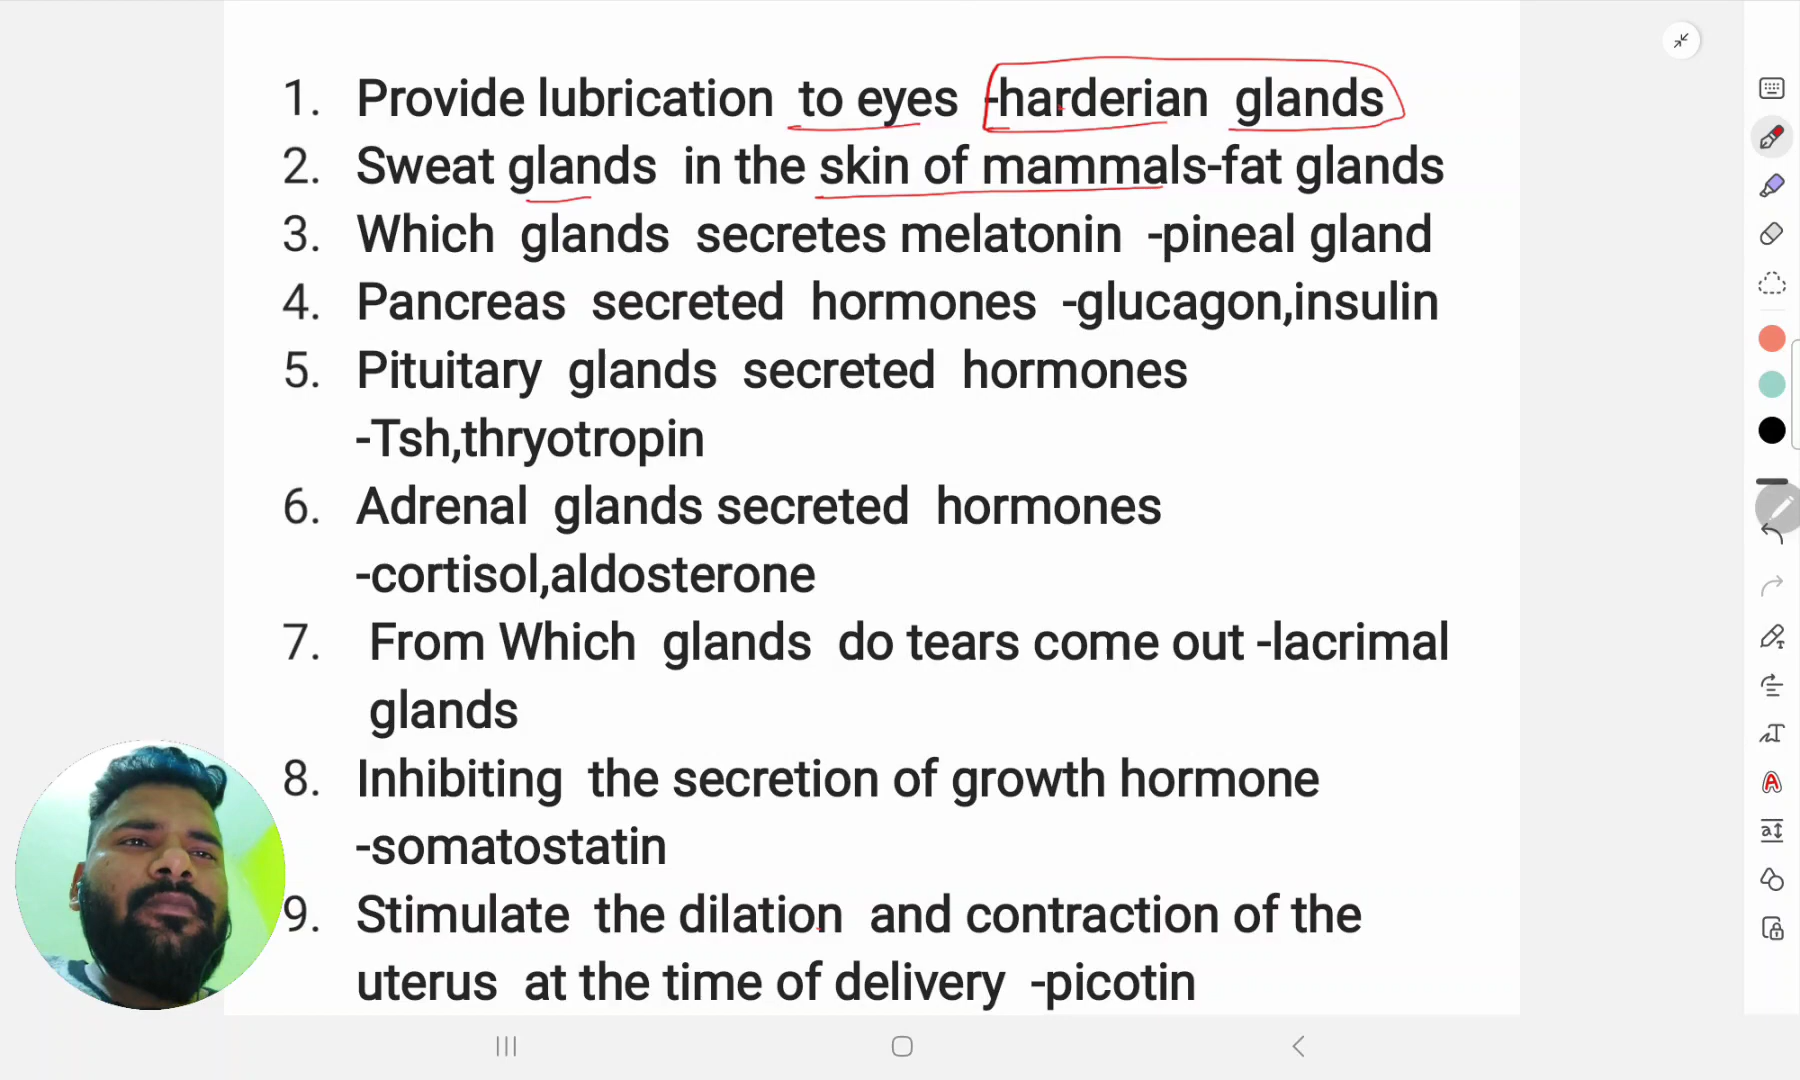 1. Provide lubrication to eyes -harderian glands
2. Sweat glands in the skin of mammals-fat glands
3. Which glands secretes melatonin -pineal gland
4. Pancreas secreted hormones -glucagon,insulin
5. Pituitary glands secreted hormones
-Tsh,thryotropin
6. Adrenal glands secreted hormones
-cortisol,aldosterone
7. From Which glands do tears come out -lacrimal
glands
8. Inhibiting the secretion of growth hormone
-somatostatin
9. Stimulate the dilation and contraction of the
uterus at the time of delivery -picotin